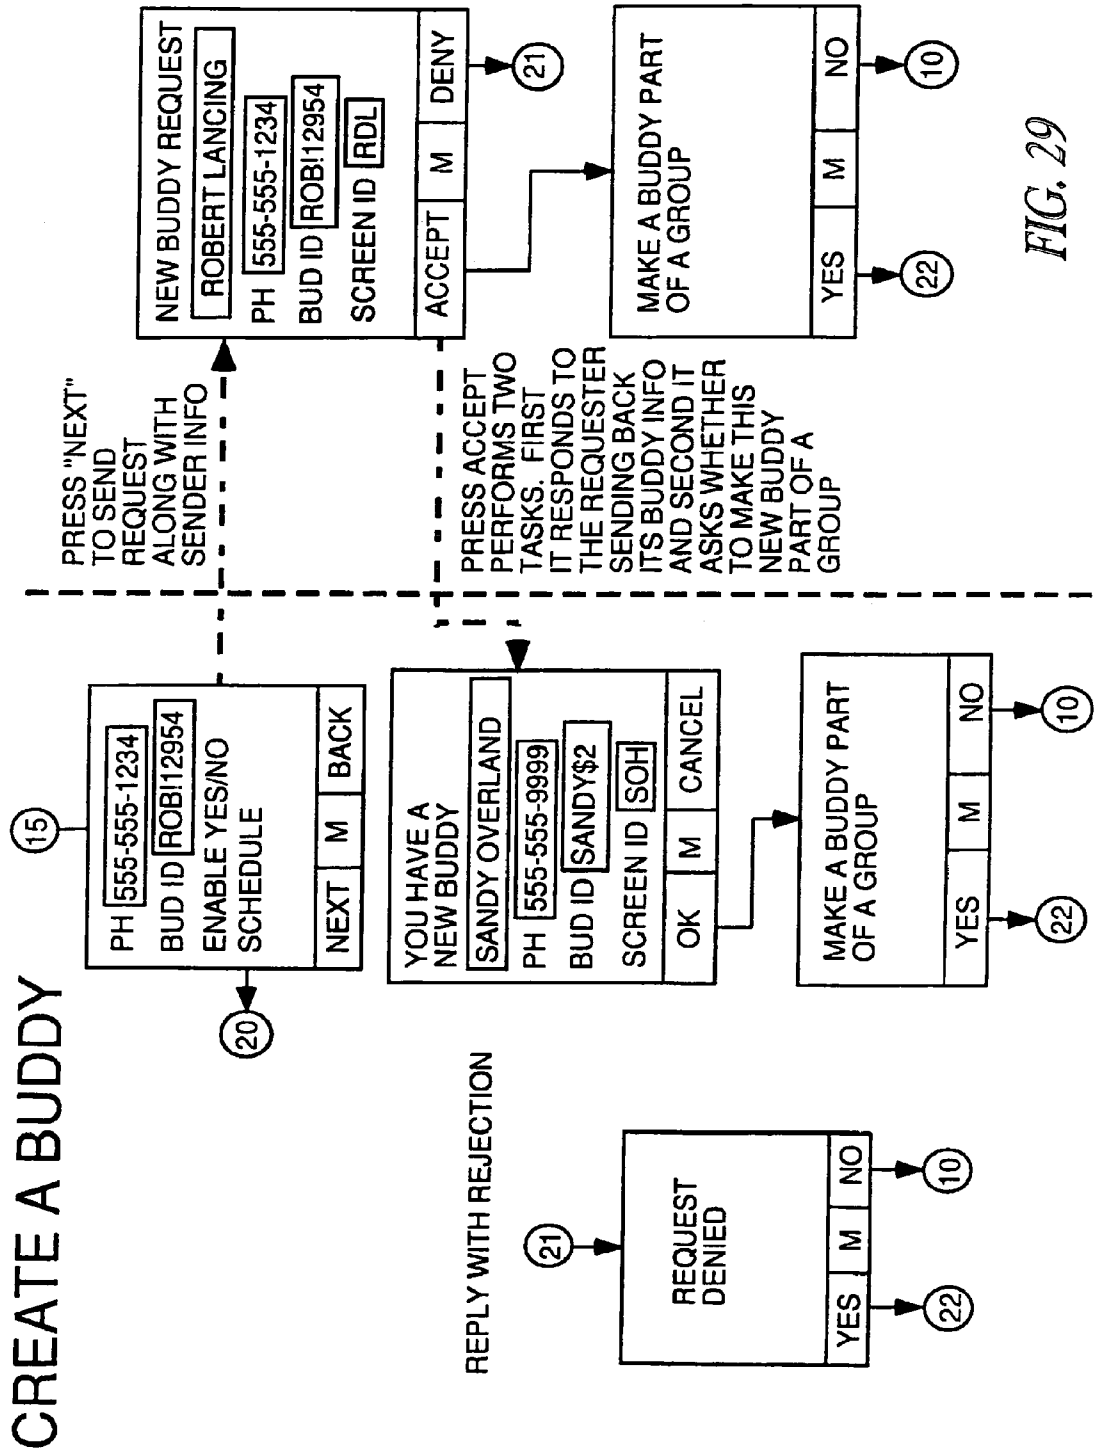 CREATE A BUDDY
15
PH 555-555-1234
BUD ID ROB!12954
ENABLE YES/NO
SCHEDULE
NEXT M BACK
20
PRESS "NEXT"
TO SEND
REQUEST
ALONG WITH
SENDER INFO
NEW BUDDY REQUEST
ROBERT LANCING
PH 555-555-1234
BUD ID ROB!12954
SCREEN ID RDL
ACCEPT M DENY
21
REPLY WITH REJECTION
21
REQUEST
DENIED
YES M NO
22
10
YOU HAVE A
NEW BUDDY
SANDY OVERLAND
PH 555-555-9999
BUD ID SANDY$2
SCREEN ID SOH
OK M CANCEL
PRESS ACCEPT
PERFORMS TWO
TASKS. FIRST
IT RESPONDS TO
THE REQUESTER
SENDING BACK
ITS BUDDY INFO
AND SECOND IT
ASKS WHETHER
TO MAKE THIS
NEW BUDDY
PART OF A
GROUP
MAKE A BUDDY PART
OF A GROUP
YES M NO
22
10
MAKE A BUDDY PART
OF A GROUP
YES M NO
22
10
FIG. 29